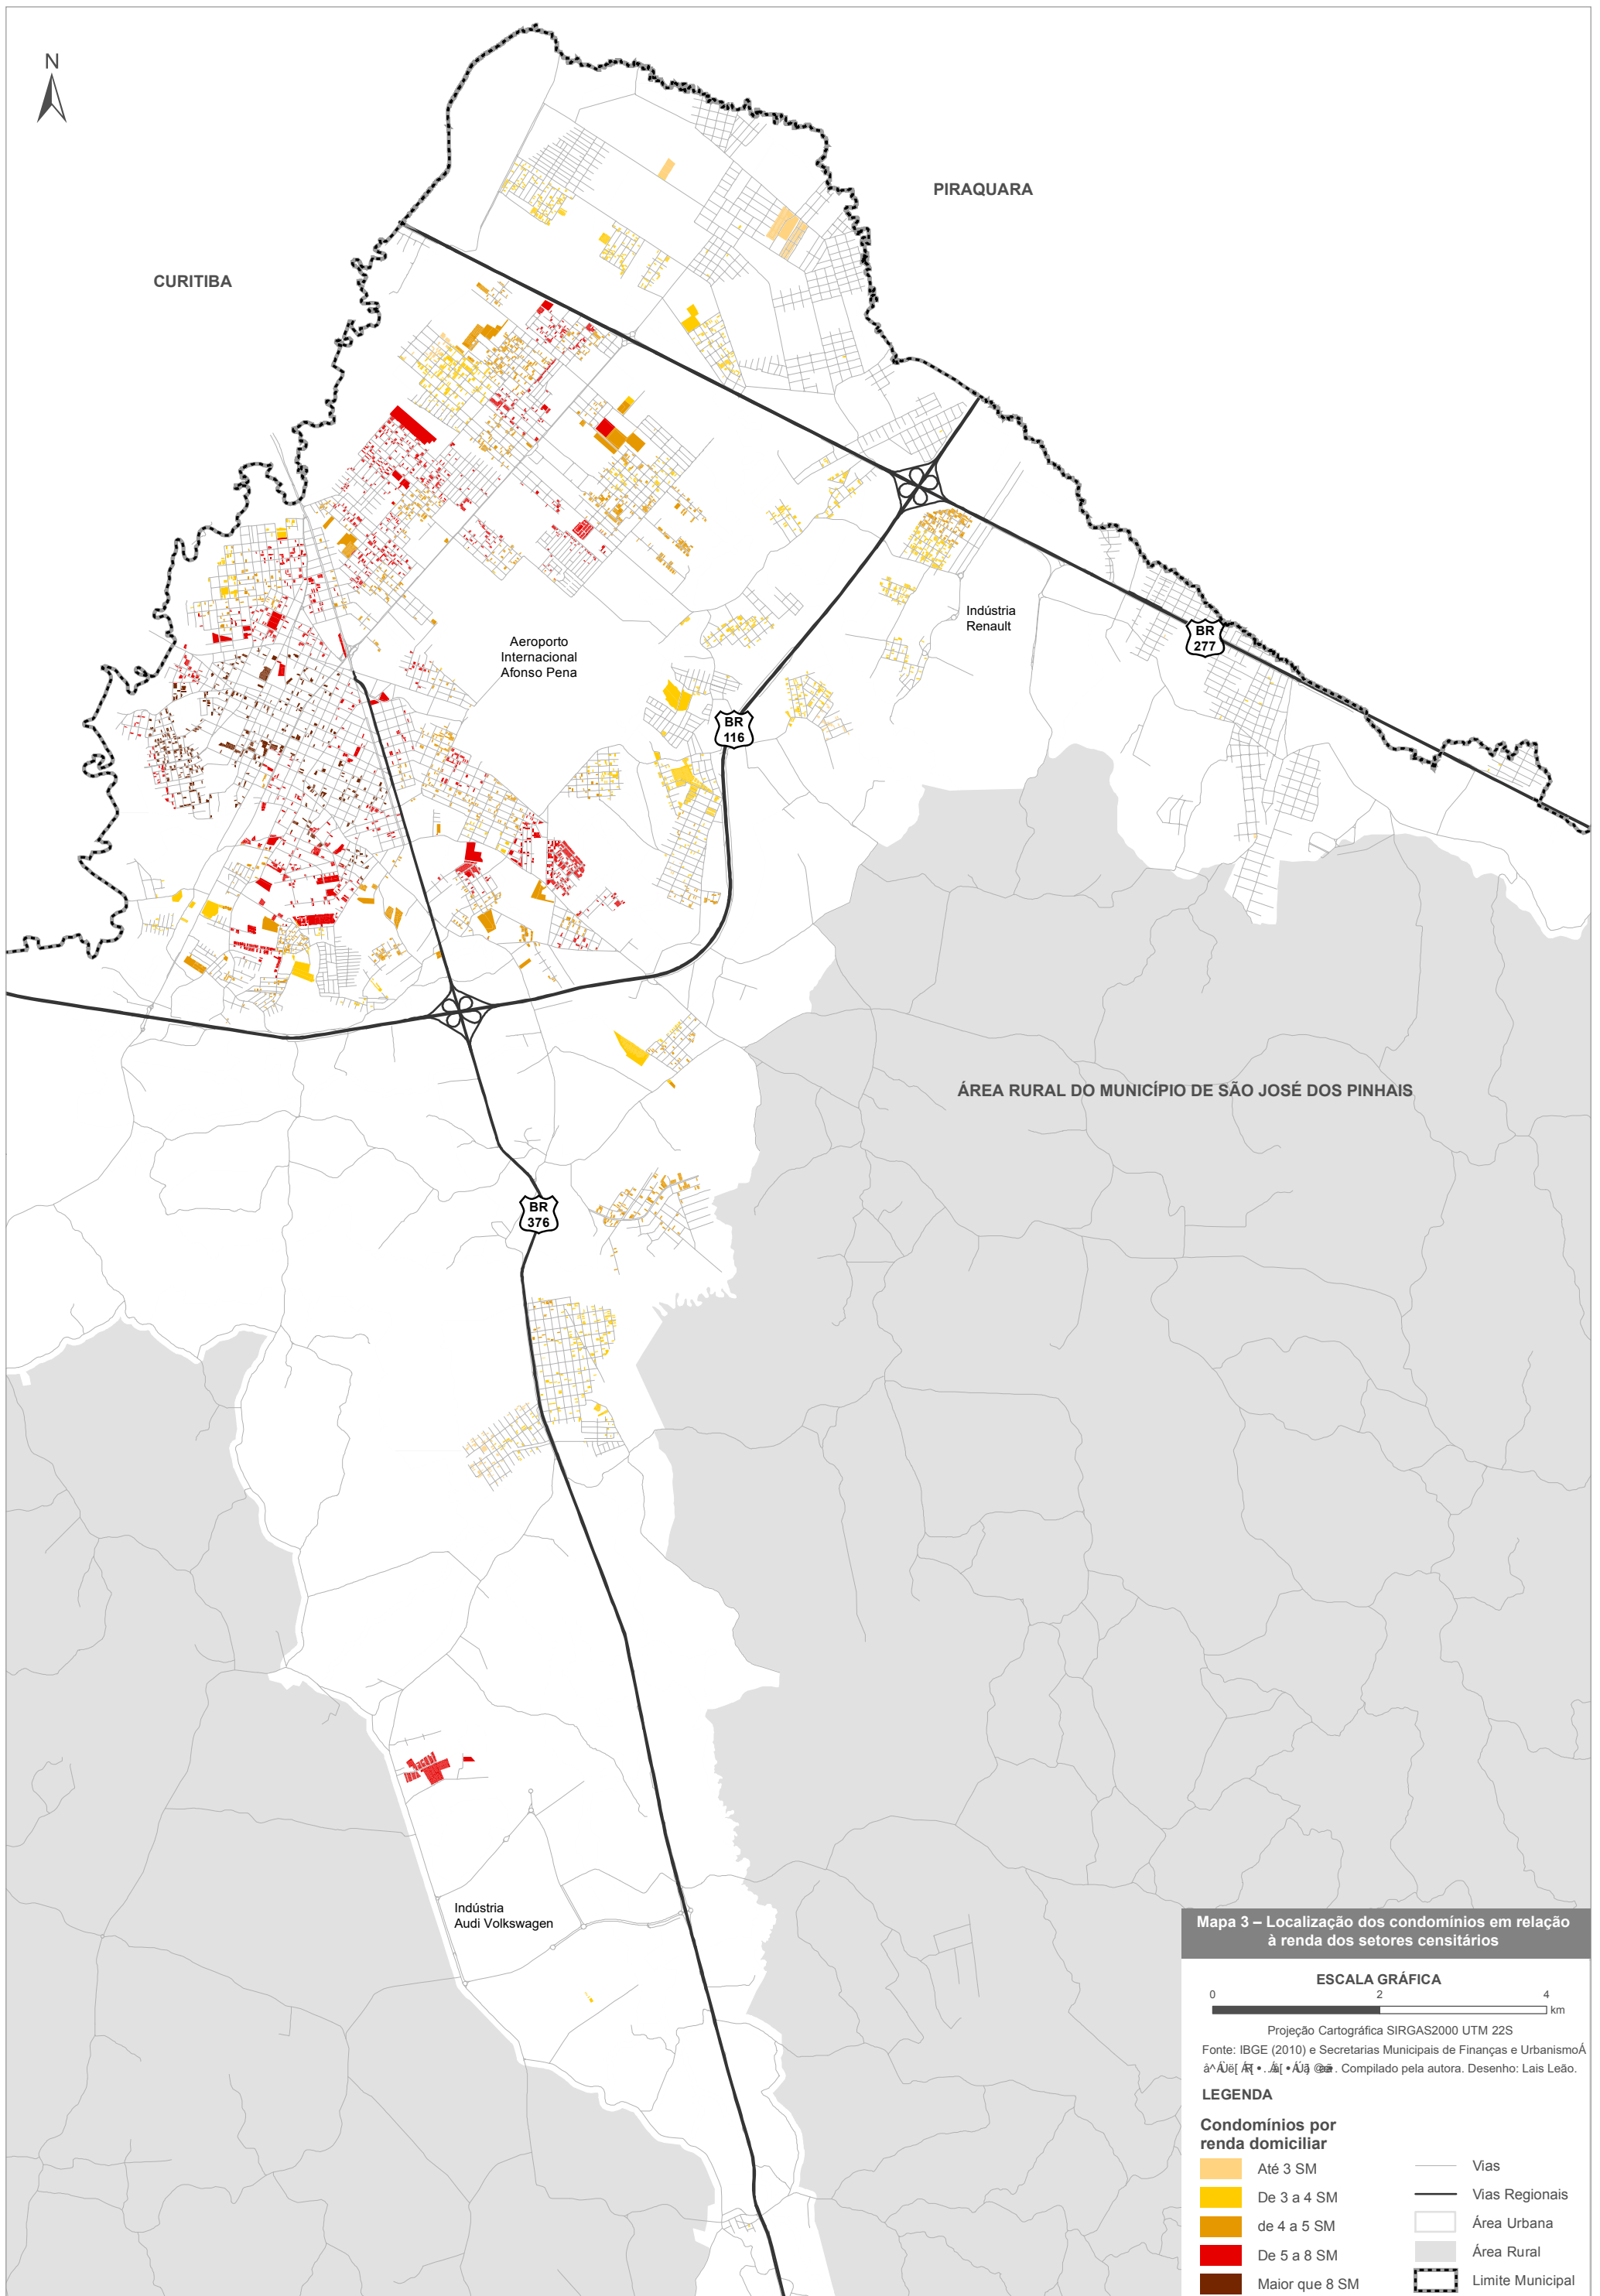 N
PIRAQUARA
CURITIBA
Indústria
Renault
BR
277
Aeroporto
Internacional
Afonso Pena
BR
116
ÁREA RURAL DO MUNICÍPIO DE SÃO JOSÉ DOS PINHAIS
BR
376
Indústria
Audi Volkswagen
Mapa 3 – Localização dos condomínios em relação
à renda dos setores censitários
ESCALA GRÁFICA
0 2 4
km
Projeção Cartográfica SIRGAS2000 UTM 22S
Fonte: IBGE (2010) e Secretarias Municipais de Finanças e UrbanismoÁ
. Compilado pela autora. Desenho: Lais Leão.
LEGENDA
Condomínios por
renda domiciliar
Até 3 SM
De 3 a 4 SM
de 4 a 5 SM
De 5 a 8 SM
Maior que 8 SM
Vias
Vias Regionais
Área Urbana
Área Rural
Limite Municipal